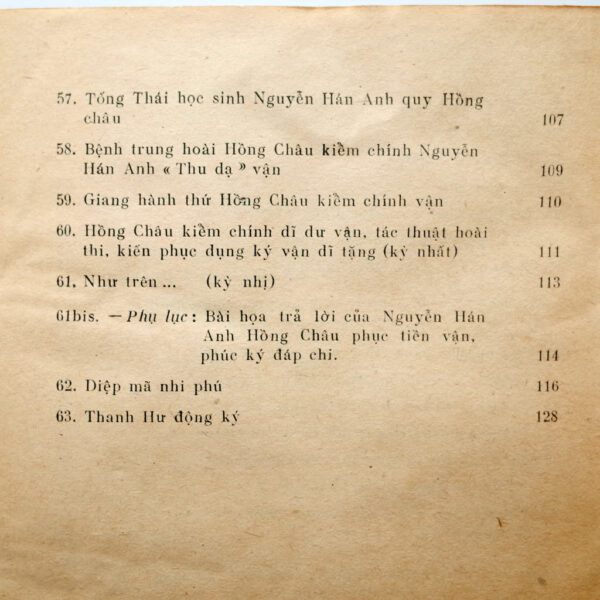 57. Tống Thái học sinh Nguyễn Hán Anh quy Hồng
châu 107
58. Bệnh trung hoài Hồng Châu kiểm chính Nguyễn
Hán Anh « Thu dạ » vận 109
59. Giang hành thứ Hồng Châu kiểm chính vận 110
60. Hồng Châu kiểm chính dĩ dư vận, tác thuật hoài
thi, kiến phục dụng ký vận dĩ tặng (kỳ nhất) 111
61. Như trên... (kỳ nhị) 113
61bis. — Phụ lục: Bài họa trả lời của Nguyễn Hán
Anh Hồng Châu phục tiền vận,
phúc ký đáp chi. 114
62. Diệp mã nhi phú 116
63. Thanh Hư động ký 128